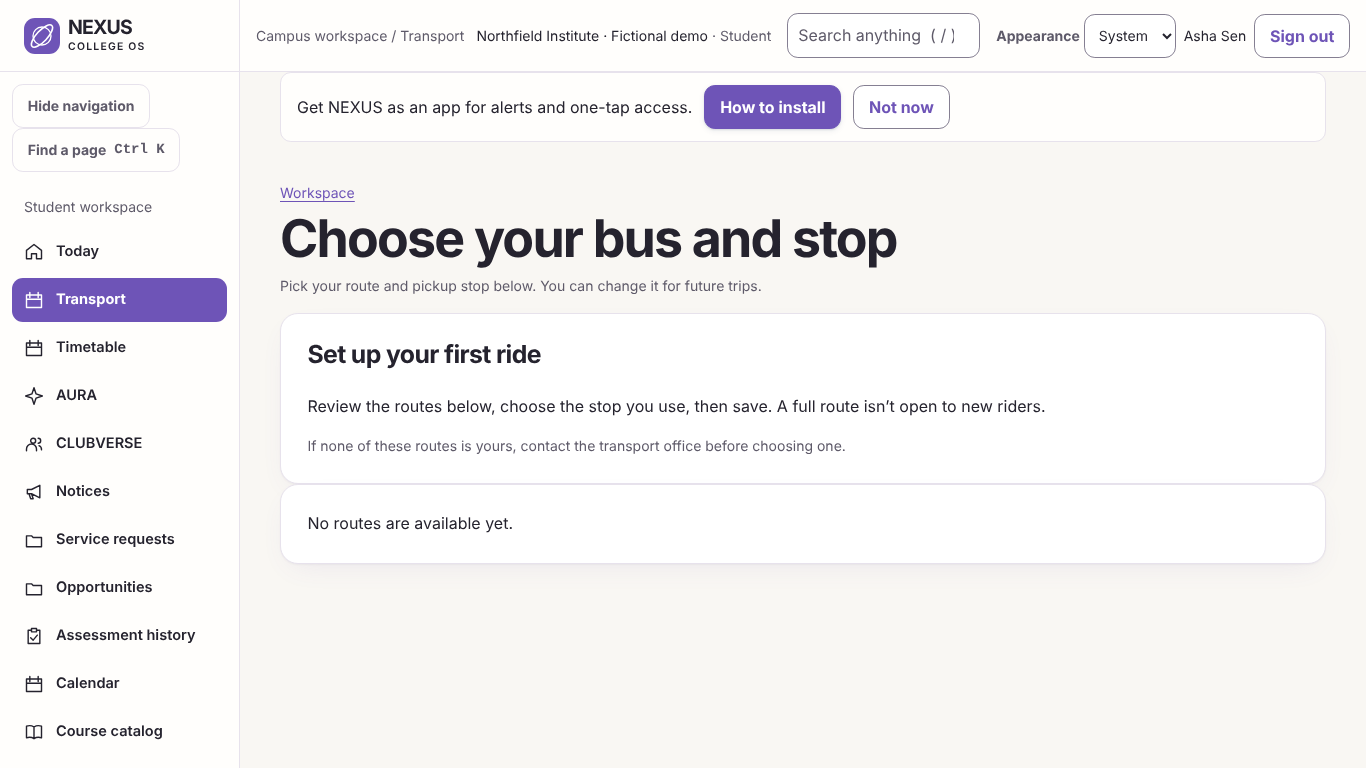 NEXUS
COLLEGE OS
Campus workspace / Transport
Northfield Institute · Fictional demo · Student
Search anything ( / )
Appearance
System
Asha Sen
Sign out
Hide navigation
Find a page Ctrl K
Student workspace
Today
Transport
Timetable
AURA
CLUBVERSE
Notices
Service requests
Opportunities
Assessment history
Calendar
Course catalog
Get NEXUS as an app for alerts and one-tap access.
How to install
Not now
Workspace
Choose your bus and stop
Pick your route and pickup stop below. You can change it for future trips.
Set up your first ride
Review the routes below, choose the stop you use, then save. A full route isn’t open to new riders.
If none of these routes is yours, contact the transport office before choosing one.
No routes are available yet.